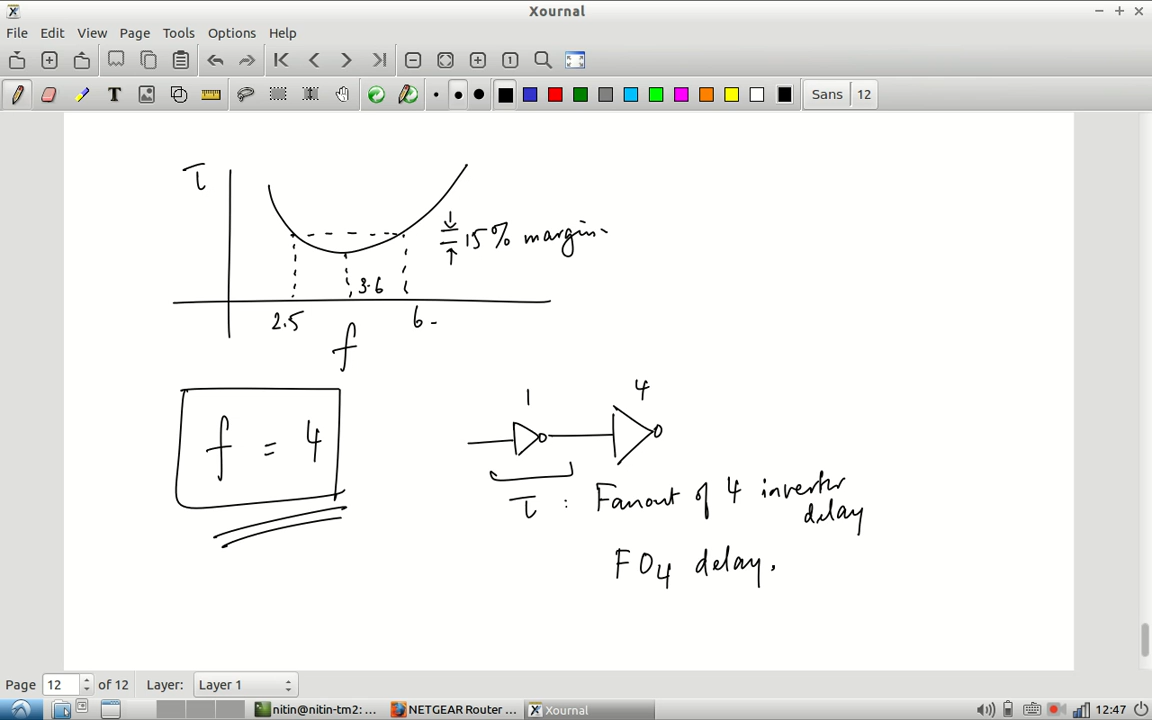 Xournal
File Edit View Page Tools Options Help
Sans 12
τ
15% margin
3.6
2.5 6
f
f = 4
1 4
τ : Fanout of 4 inverter
delay
FO4 delay.
Page 12 of 12 Layer: Layer 1
nitin@nitin-tm2: ... NETGEAR Router ... Xournal 12:47